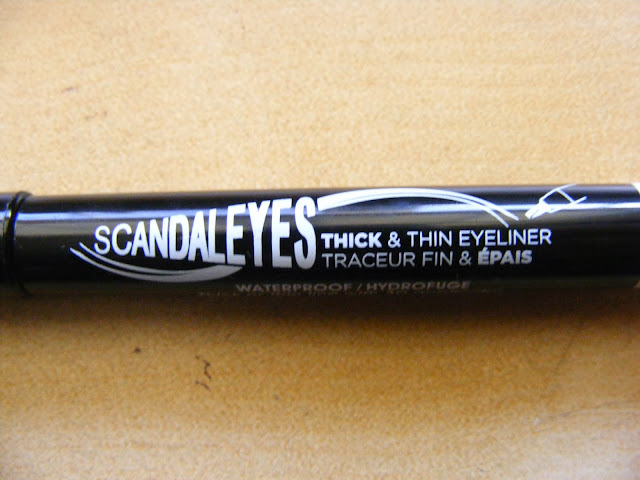 SCANDALEYES
THICK & THIN EYELINER
TRACEUR FIN & ÉPAIS
WATERPROOF / HYDROFUGE